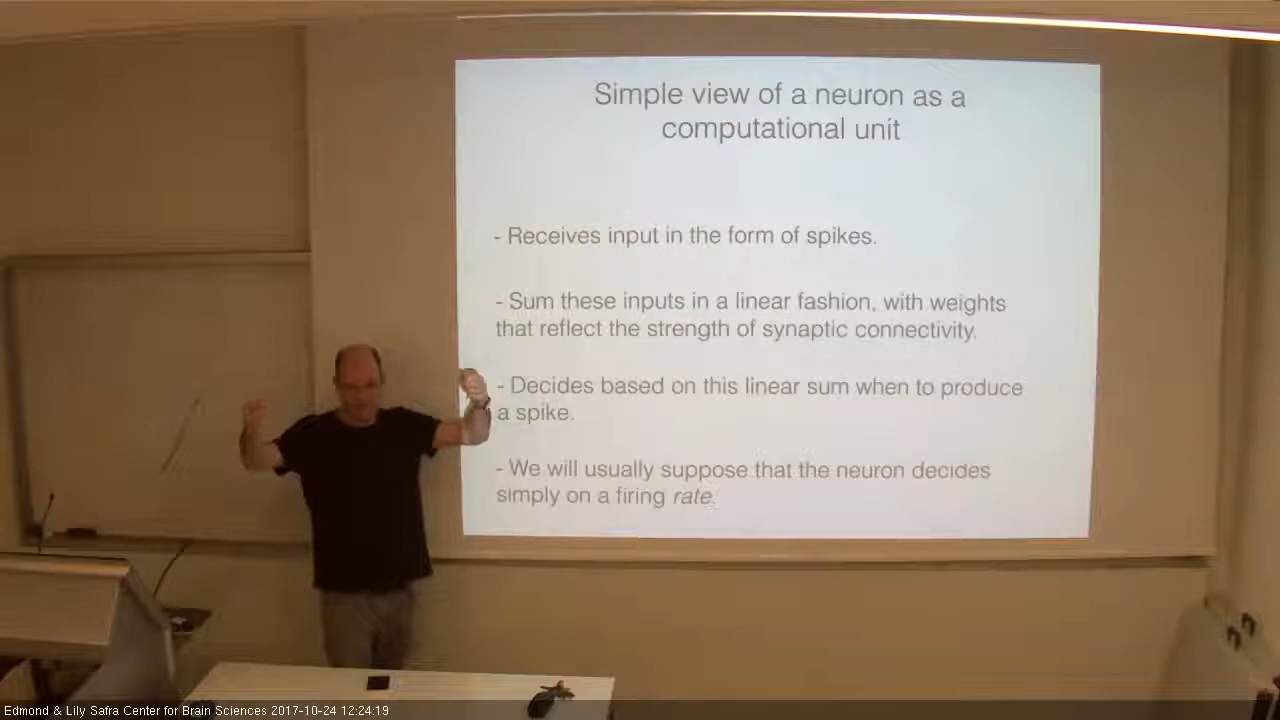 Simple view of a neuron as a
computational unit
- Receives input in the form of spikes.
- Sum these inputs in a linear fashion, with weights
that reflect the strength of synaptic connectivity.
- Decides based on this linear sum when to produce
a spike.
- We will usually suppose that the neuron decides
simply on a firing rate.
Edmond & Lily Safra Center for Brain Sciences 2017-10-24 12:24:19